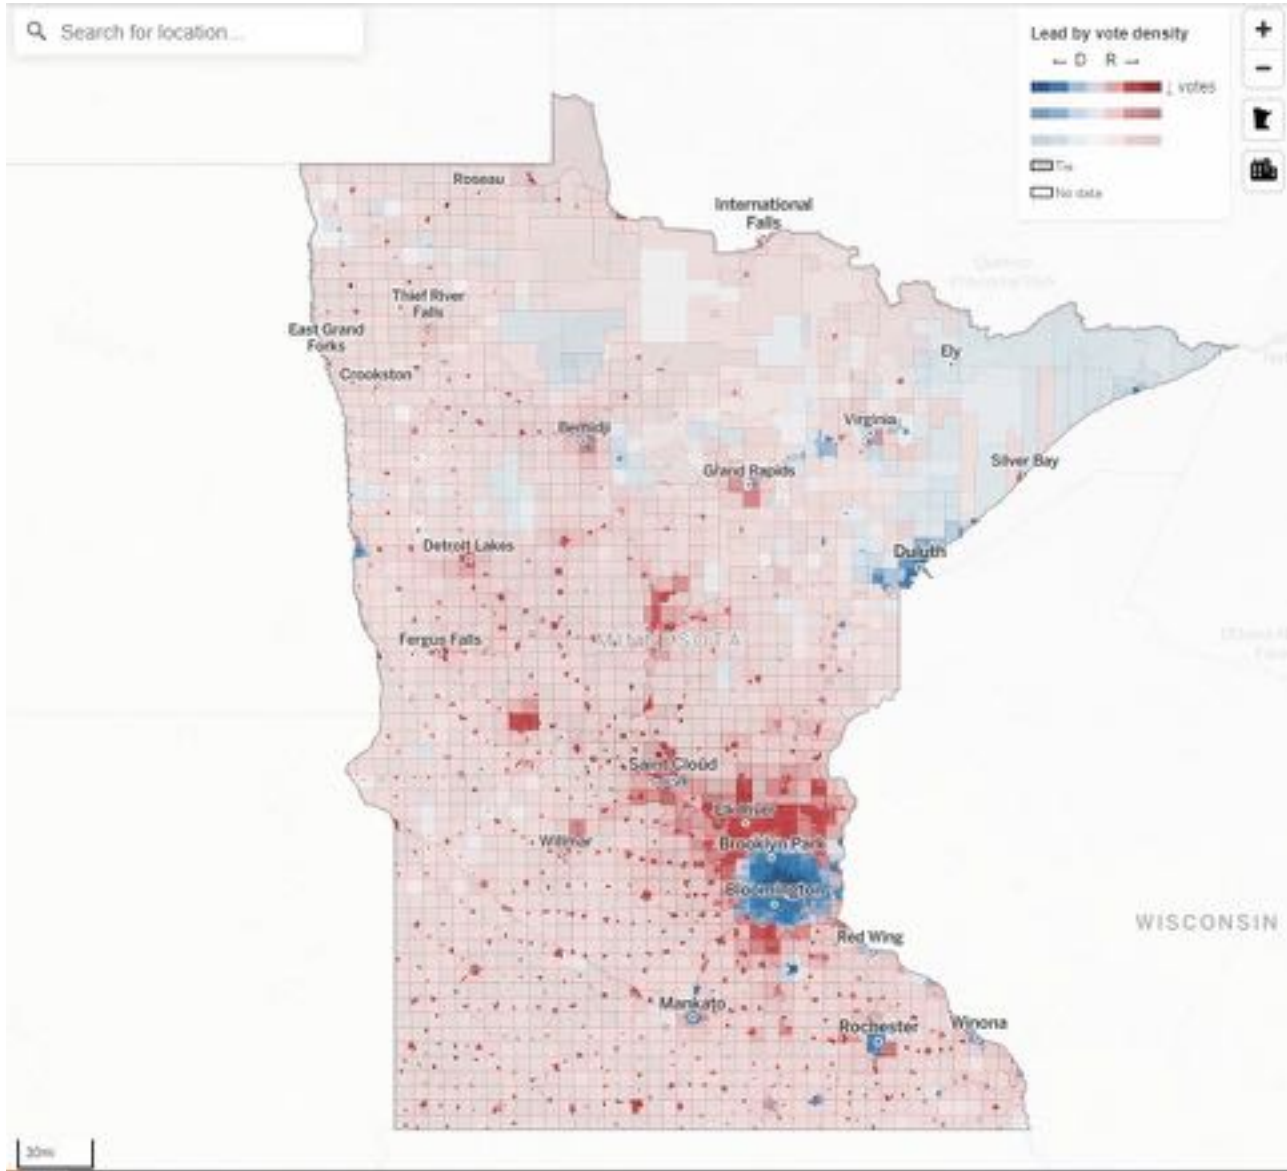 Search for location...
Lead by vote density
← D R →
↓ votes
Tie
No data
+
−
Roseau
International
Falls
Thief River
Falls
East Grand
Forks
Crookston
Ely
Bemidji
Virginia
Grand Rapids
Silver Bay
Detroit Lakes
Duluth
Fergus Falls
MINNESOTA
Saint Cloud
Elk River
Willmar
Brooklyn Park
Bloomington
WISCONSIN
Red Wing
Mankato
Rochester
Winona